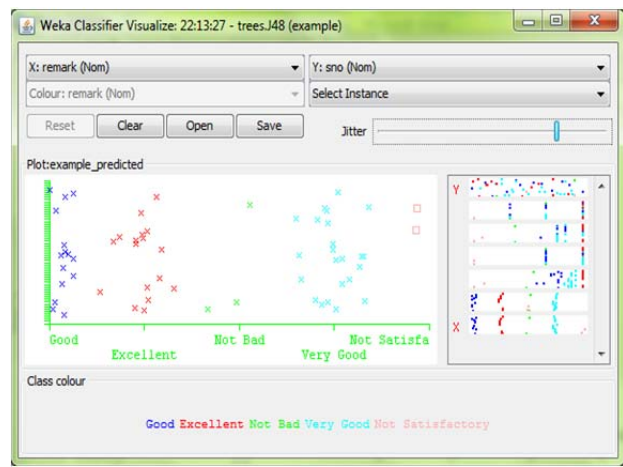 Weka Classifier Visualize: 22:13:27 - trees.J48 (example)
X: remark (Nom)
Y: sno (Nom)
Colour: remark (Nom)
Select Instance
Reset
Clear
Open
Save
Jitter
Plot:example_predicted
Y
X
Good
Not Bad
Not Satisfa
Excellent
Very Good
Class colour
Good Excellent Not Bad Very Good Not Satisfactory